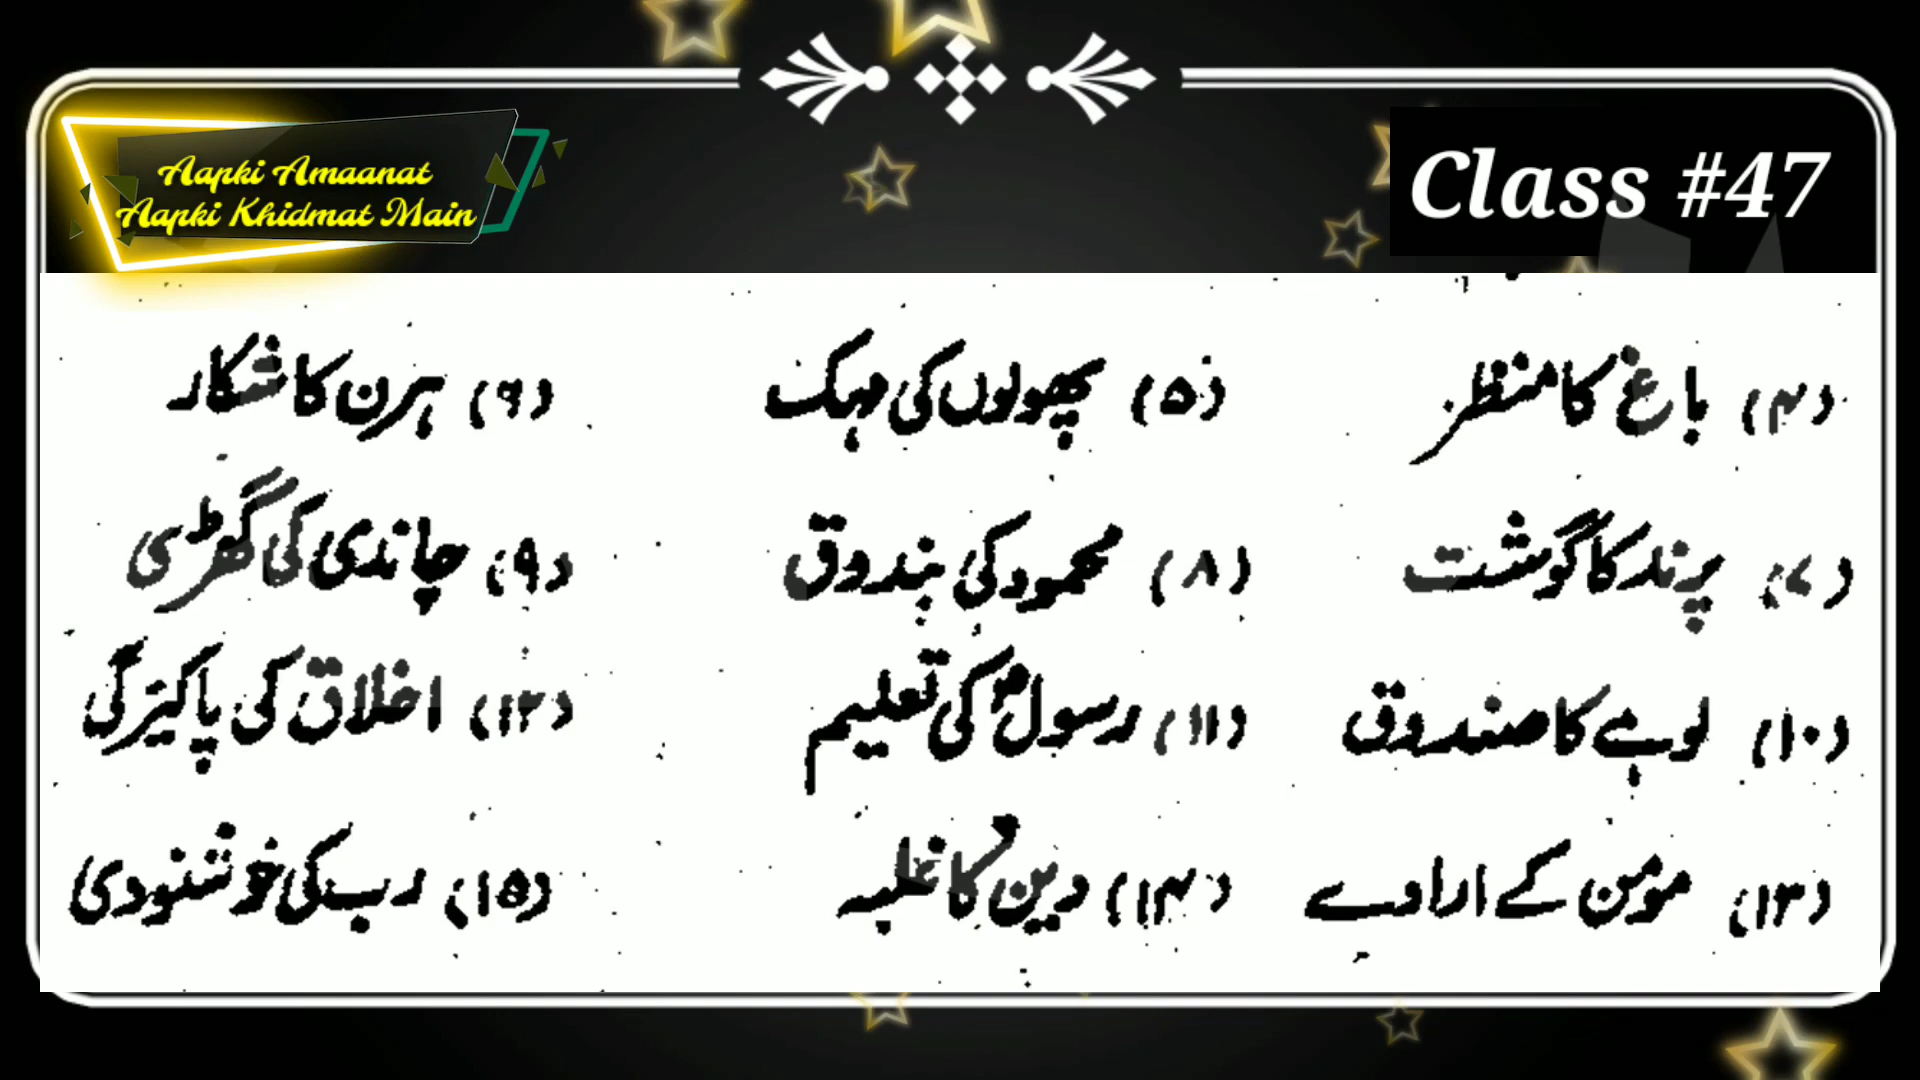 Aapki Amaanat
Aapki Khidmat Main
Class #47
(۴) باغ کا منظر (۵) پھولوں کی مہک (۶) ہرن کا شکار
(۷) پرند کا گوشت (۸) محمود کی بندوق (۹) چاندی کی گھڑی
(۱۰) لوہے کا صندوق (۱۱) رسولؐ کی تعلیم (۱۲) اخلاق کی پاکیزگی
(۱۳) مومن کے ارادے (۱۴) دین کا غلبہ (۱۵) رب کی خوشنودی